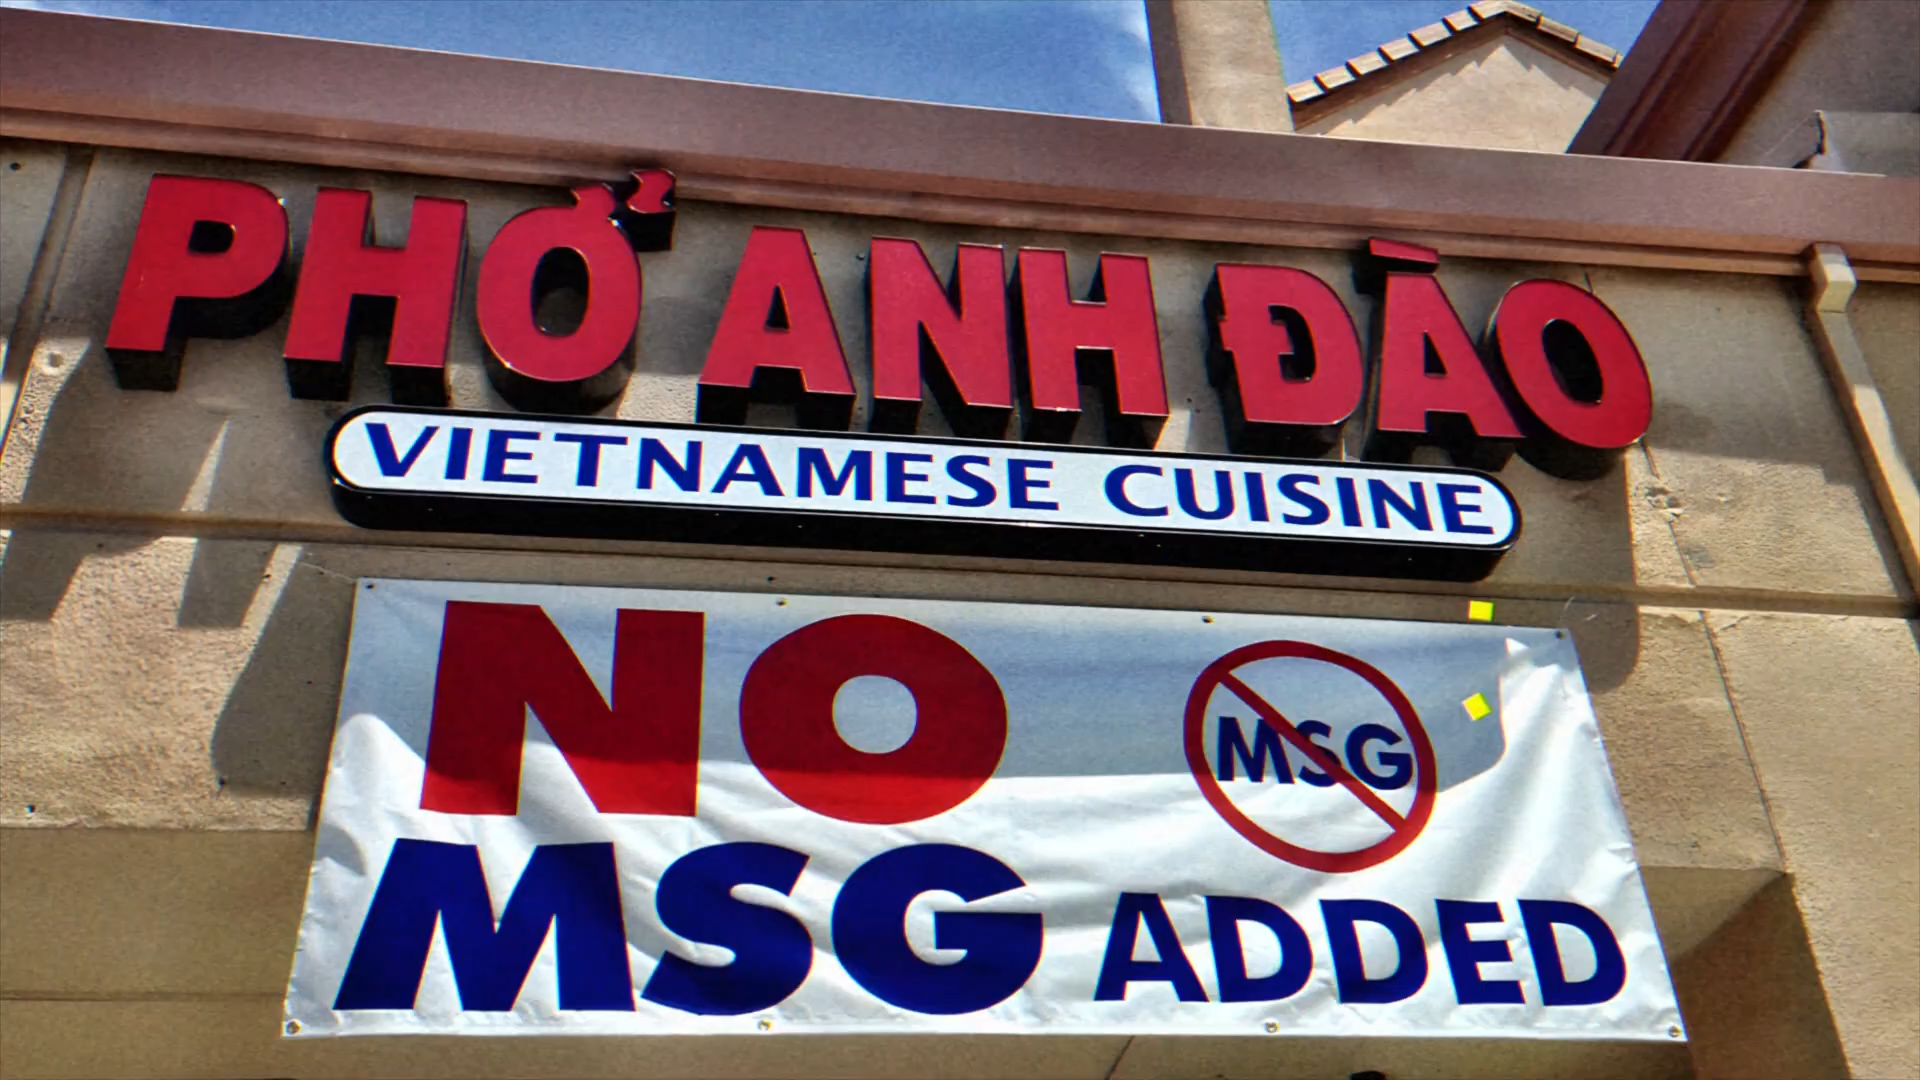 PHỞ ANH ĐÀO
VIETNAMESE CUISINE
NO
MSG
MSG ADDED